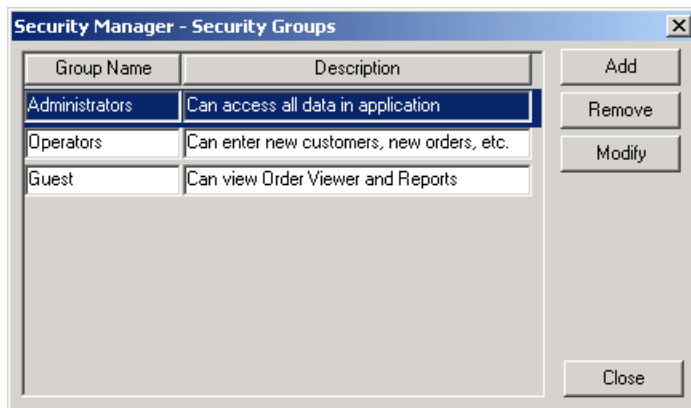 Security Manager - Security Groups
Group Name Description Add
Administrators Can access all data in application Remove
Operators Can enter new customers, new orders, etc. Modify
Guest Can view Order Viewer and Reports
Close